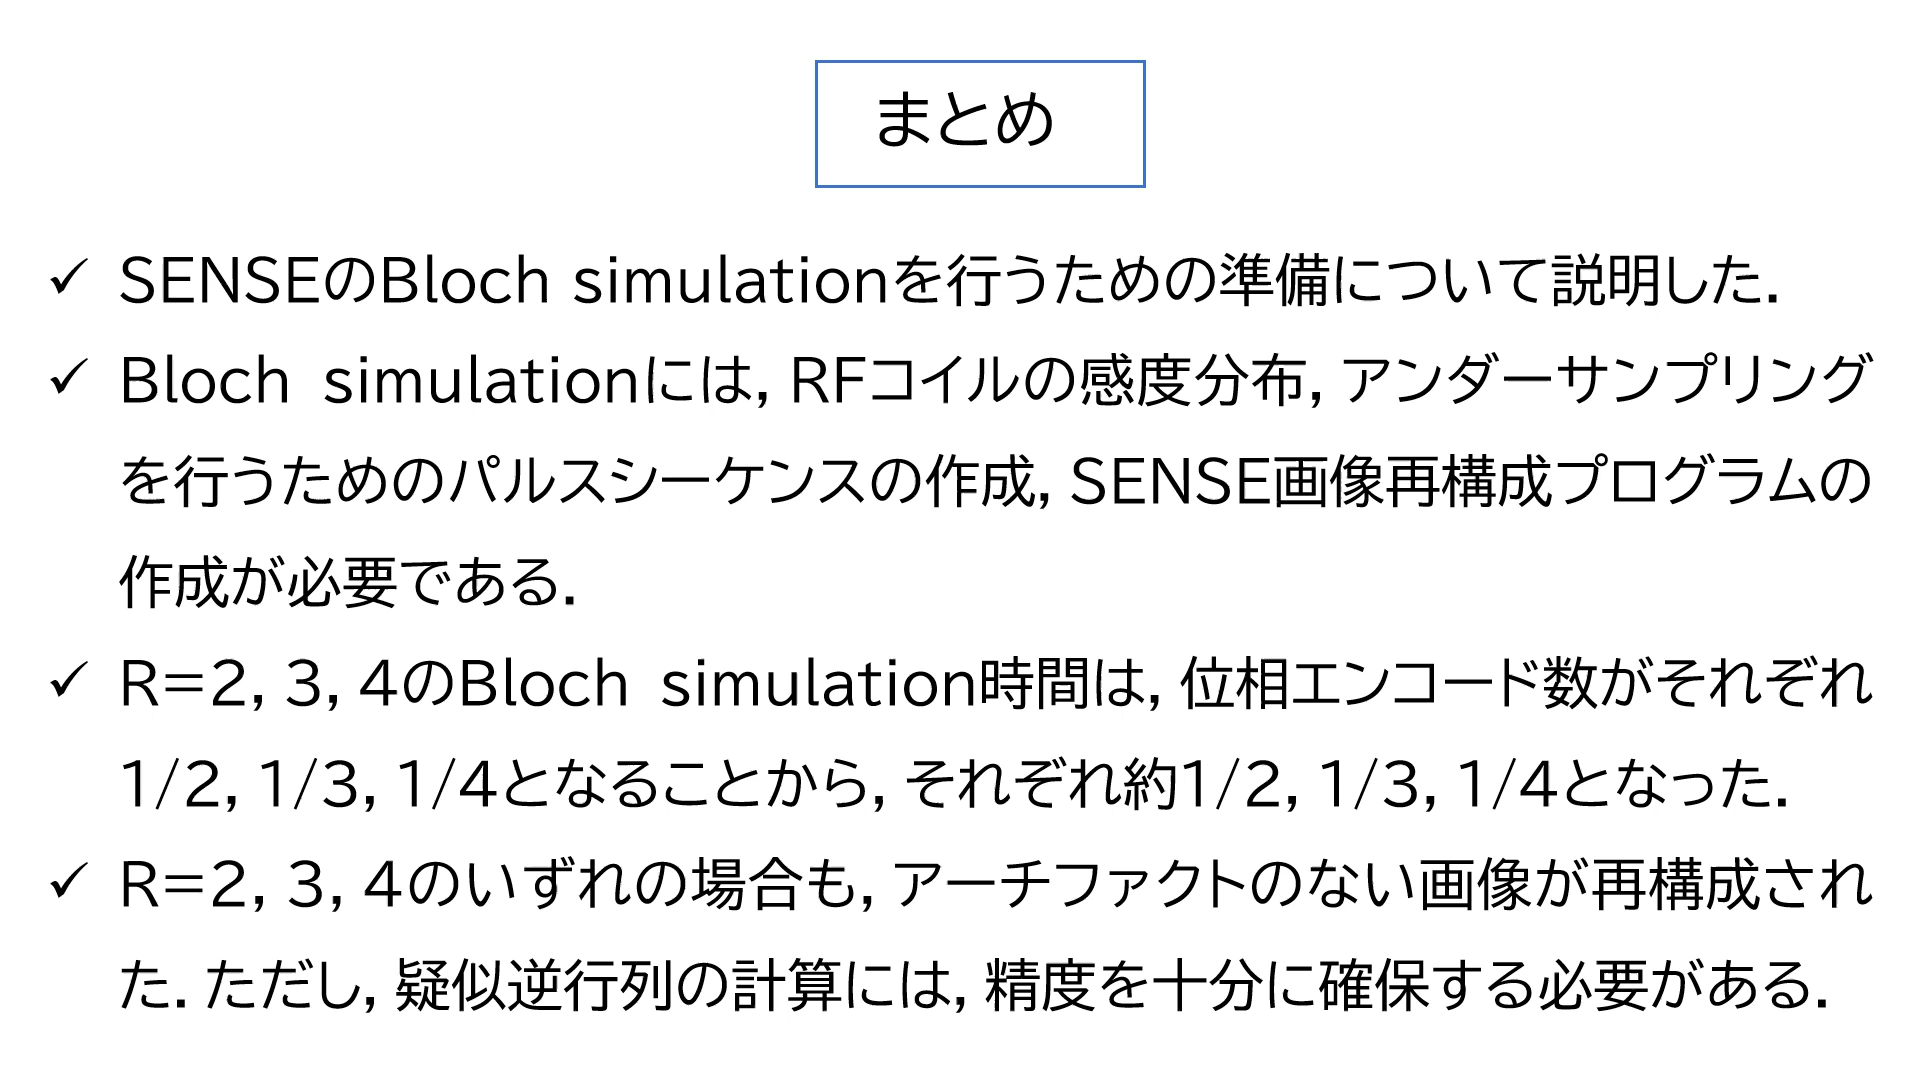 まとめ
✓ SENSEのBloch simulationを行うための準備について説明した.
✓ Bloch simulationには, RFコイルの感度分布, アンダーサンプリング
を行うためのパルスシーケンスの作成, SENSE画像再構成プログラムの
作成が必要である.
✓ R=2, 3, 4のBloch simulation時間は, 位相エンコード数がそれぞれ
1/2, 1/3, 1/4となることから, それぞれ約1/2, 1/3, 1/4となった.
✓ R=2, 3, 4のいずれの場合も, アーチファクトのない画像が再構成され
た. ただし, 疑似逆行列の計算には, 精度を十分に確保する必要がある.